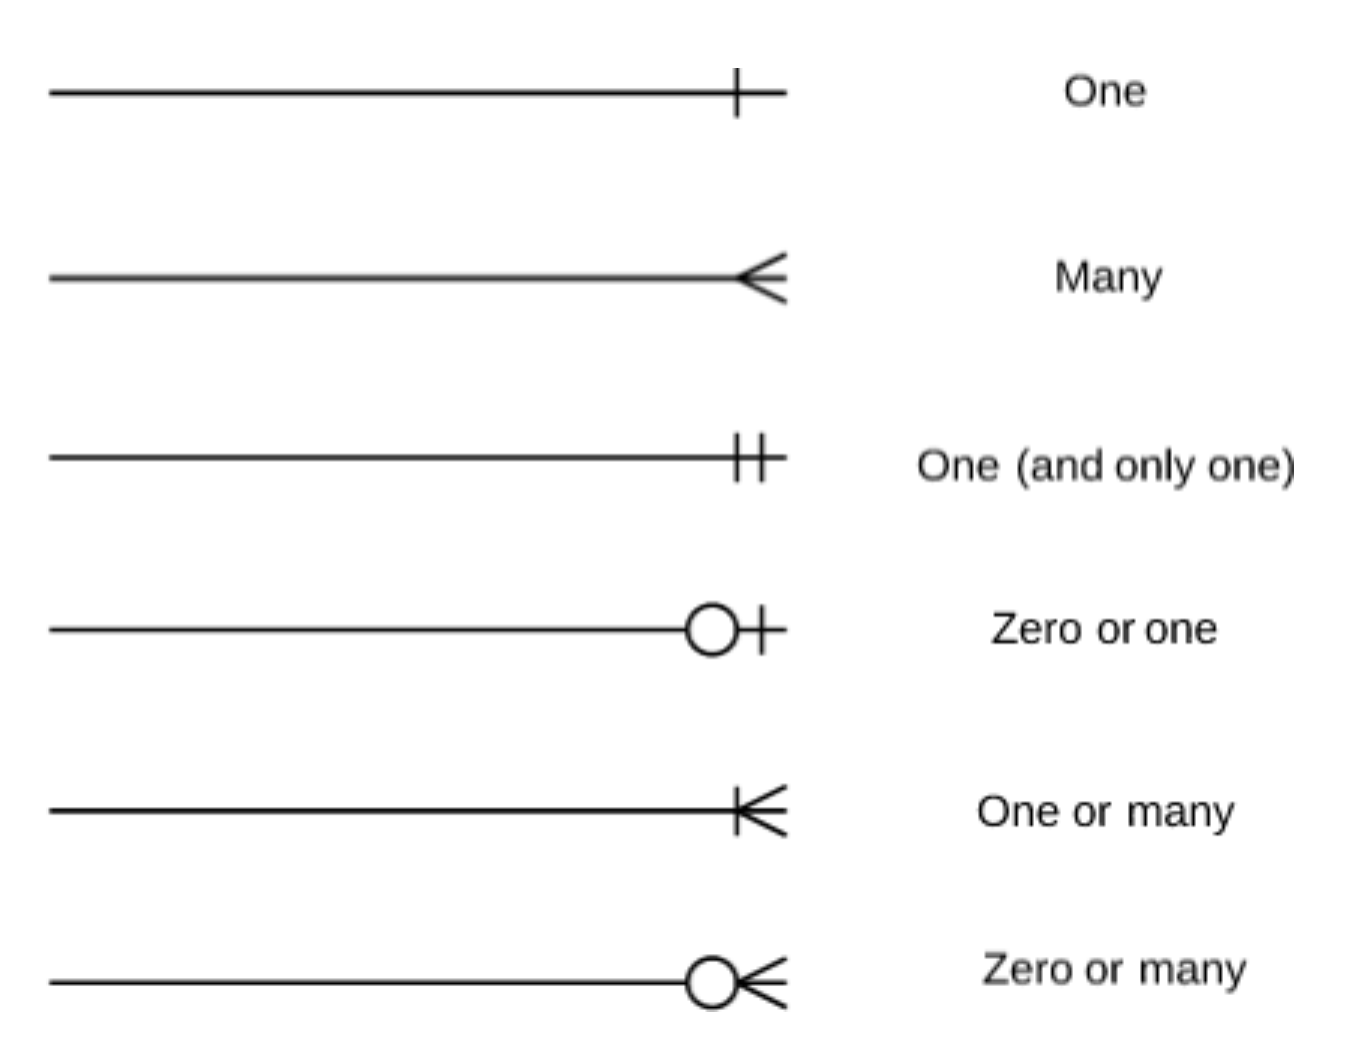 One
Many
One (and only one)
Zero or one
One or many
Zero or many